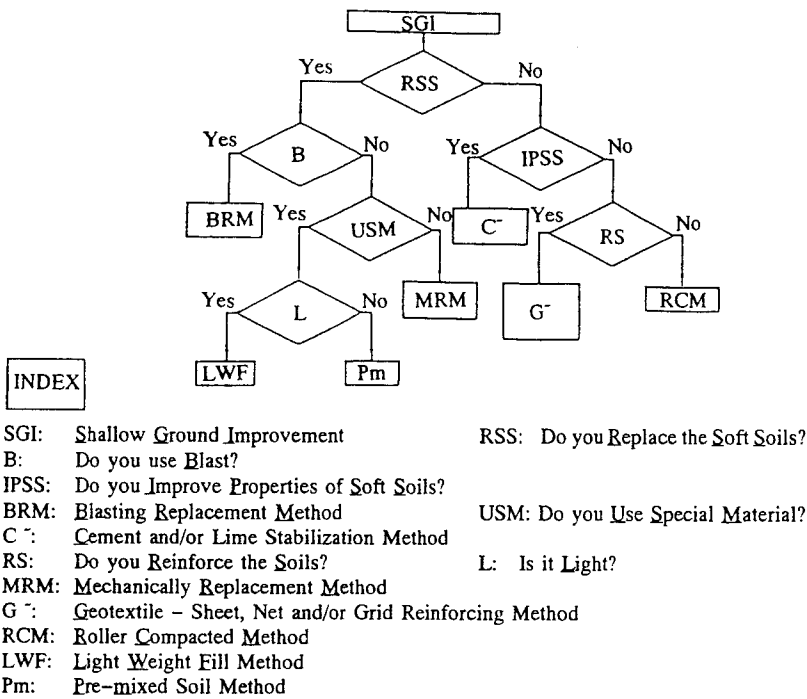 SGI
Yes RSS No
Yes B No Yes IPSS No
BRM Yes USM No C⁻ Yes RS No
Yes L No MRM G⁻ RCM
LWF Pm
INDEX
SGI: Shallow Ground Improvement RSS: Do you Replace the Soft Soils?
B: Do you use Blast?
IPSS: Do you Improve Properties of Soft Soils?
BRM: Blasting Replacement Method USM: Do you Use Special Material?
C ⁻: Cement and/or Lime Stabilization Method
RS: Do you Reinforce the Soils? L: Is it Light?
MRM: Mechanically Replacement Method
G ⁻: Geotextile – Sheet, Net and/or Grid Reinforcing Method
RCM: Roller Compacted Method
LWF: Light Weight Fill Method
Pm: Pre–mixed Soil Method